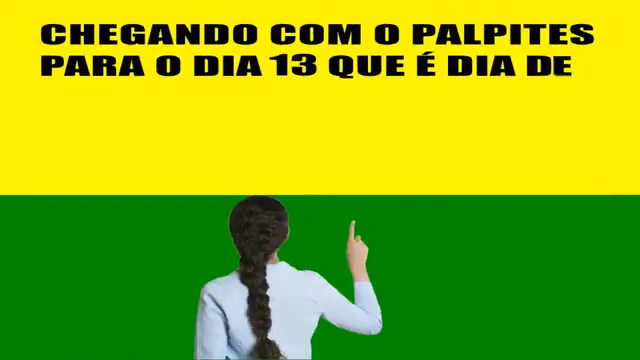 CHEGANDO COM O PALPITES
PARA O DIA 13 QUE É DIA DE